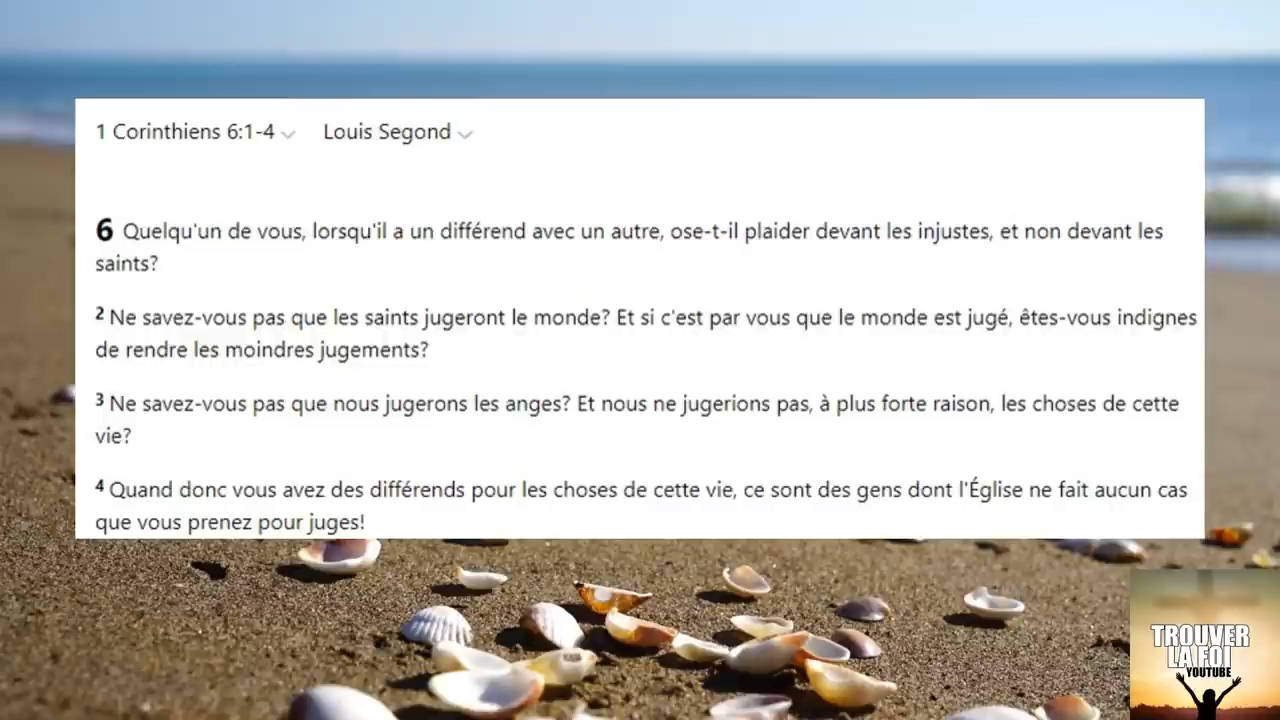 1 Corinthiens 6:1-4 Louis Segond
6 Quelqu'un de vous, lorsqu'il a un différend avec un autre, ose-t-il plaider devant les injustes, et non devant les
saints?
2 Ne savez-vous pas que les saints jugeront le monde? Et si c'est par vous que le monde est jugé, êtes-vous indignes
de rendre les moindres jugements?
3 Ne savez-vous pas que nous jugerons les anges? Et nous ne jugerions pas, à plus forte raison, les choses de cette
vie?
4 Quand donc vous avez des différends pour les choses de cette vie, ce sont des gens dont l'Église ne fait aucun cas
que vous prenez pour juges!
TROUVER
LA FOI
YOUTUBE